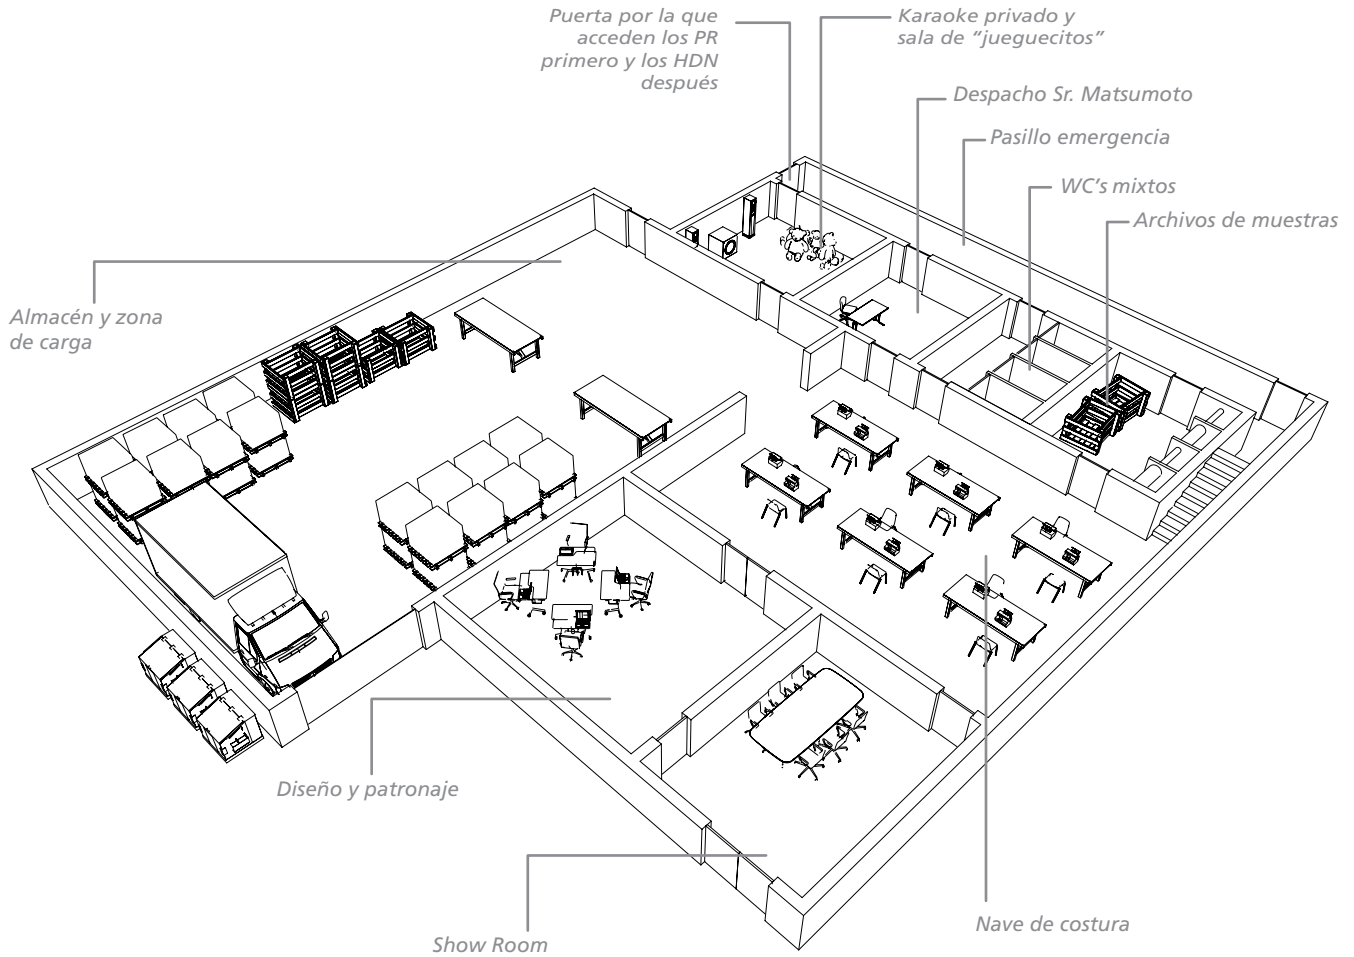 Puerta por la que
acceden los PR
primero y los HDN
después
Karaoke privado y
sala de “jueguecitos”
Despacho Sr. Matsumoto
Pasillo emergencia
WC’s mixtos
Archivos de muestras
Almacén y zona
de carga
Diseño y patronaje
Show Room
Nave de costura